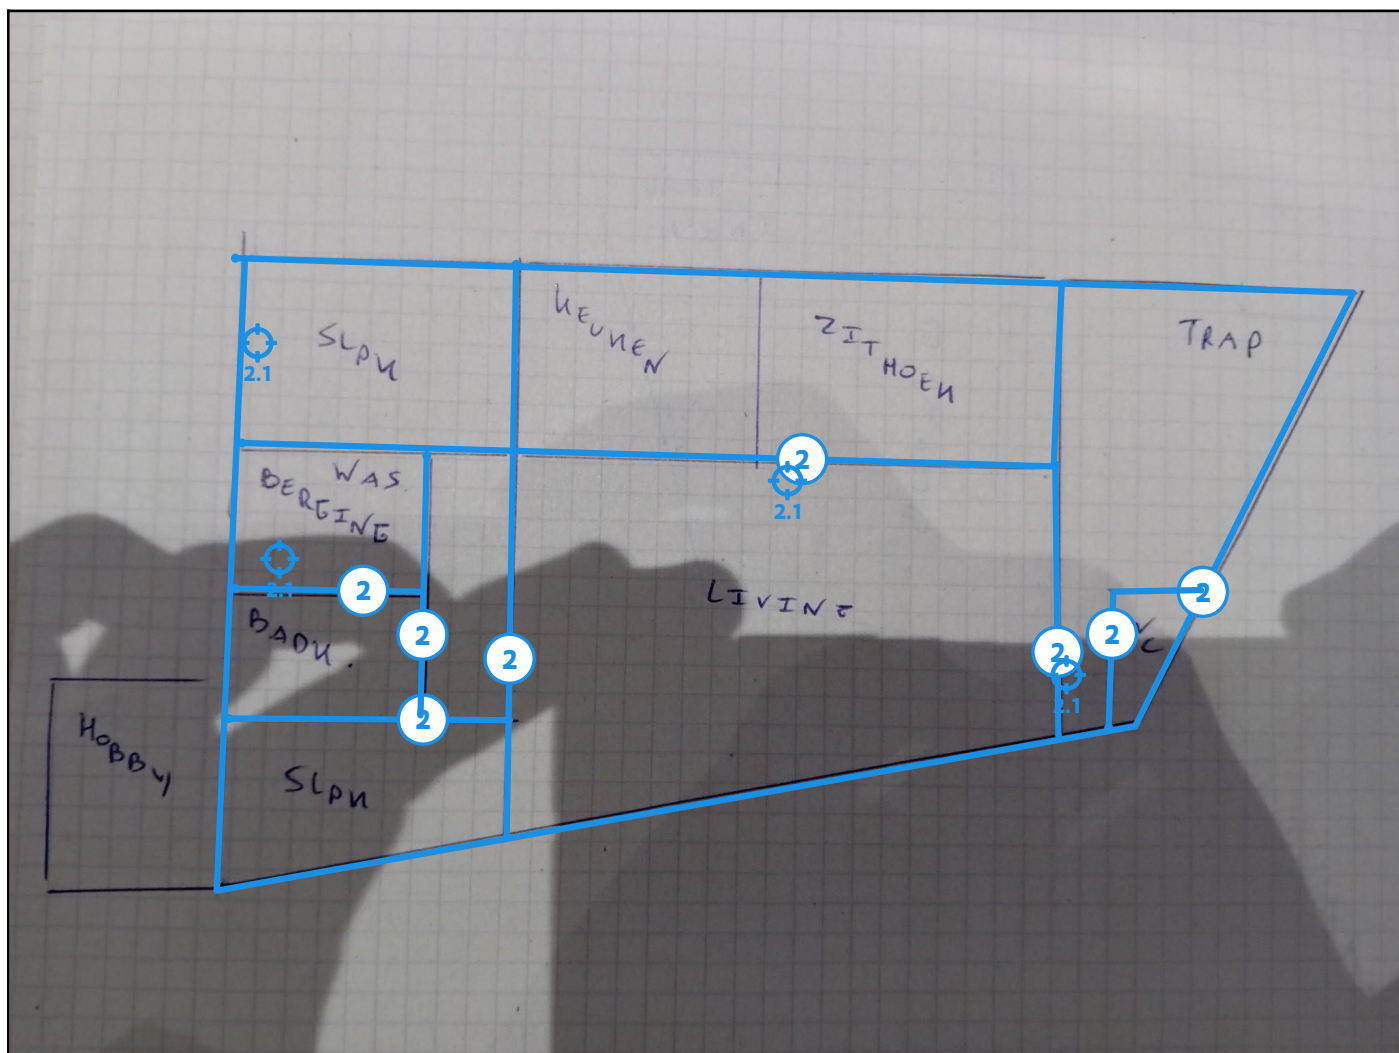 SLPK
KEUKEN
ZITHOEK
TRAP
2.1
2
2.1
WAS
BERGING
2.1
2
LIVING
2
BADK.
2
2
2
2
2
2.1
WC
HOBBY
SLPK